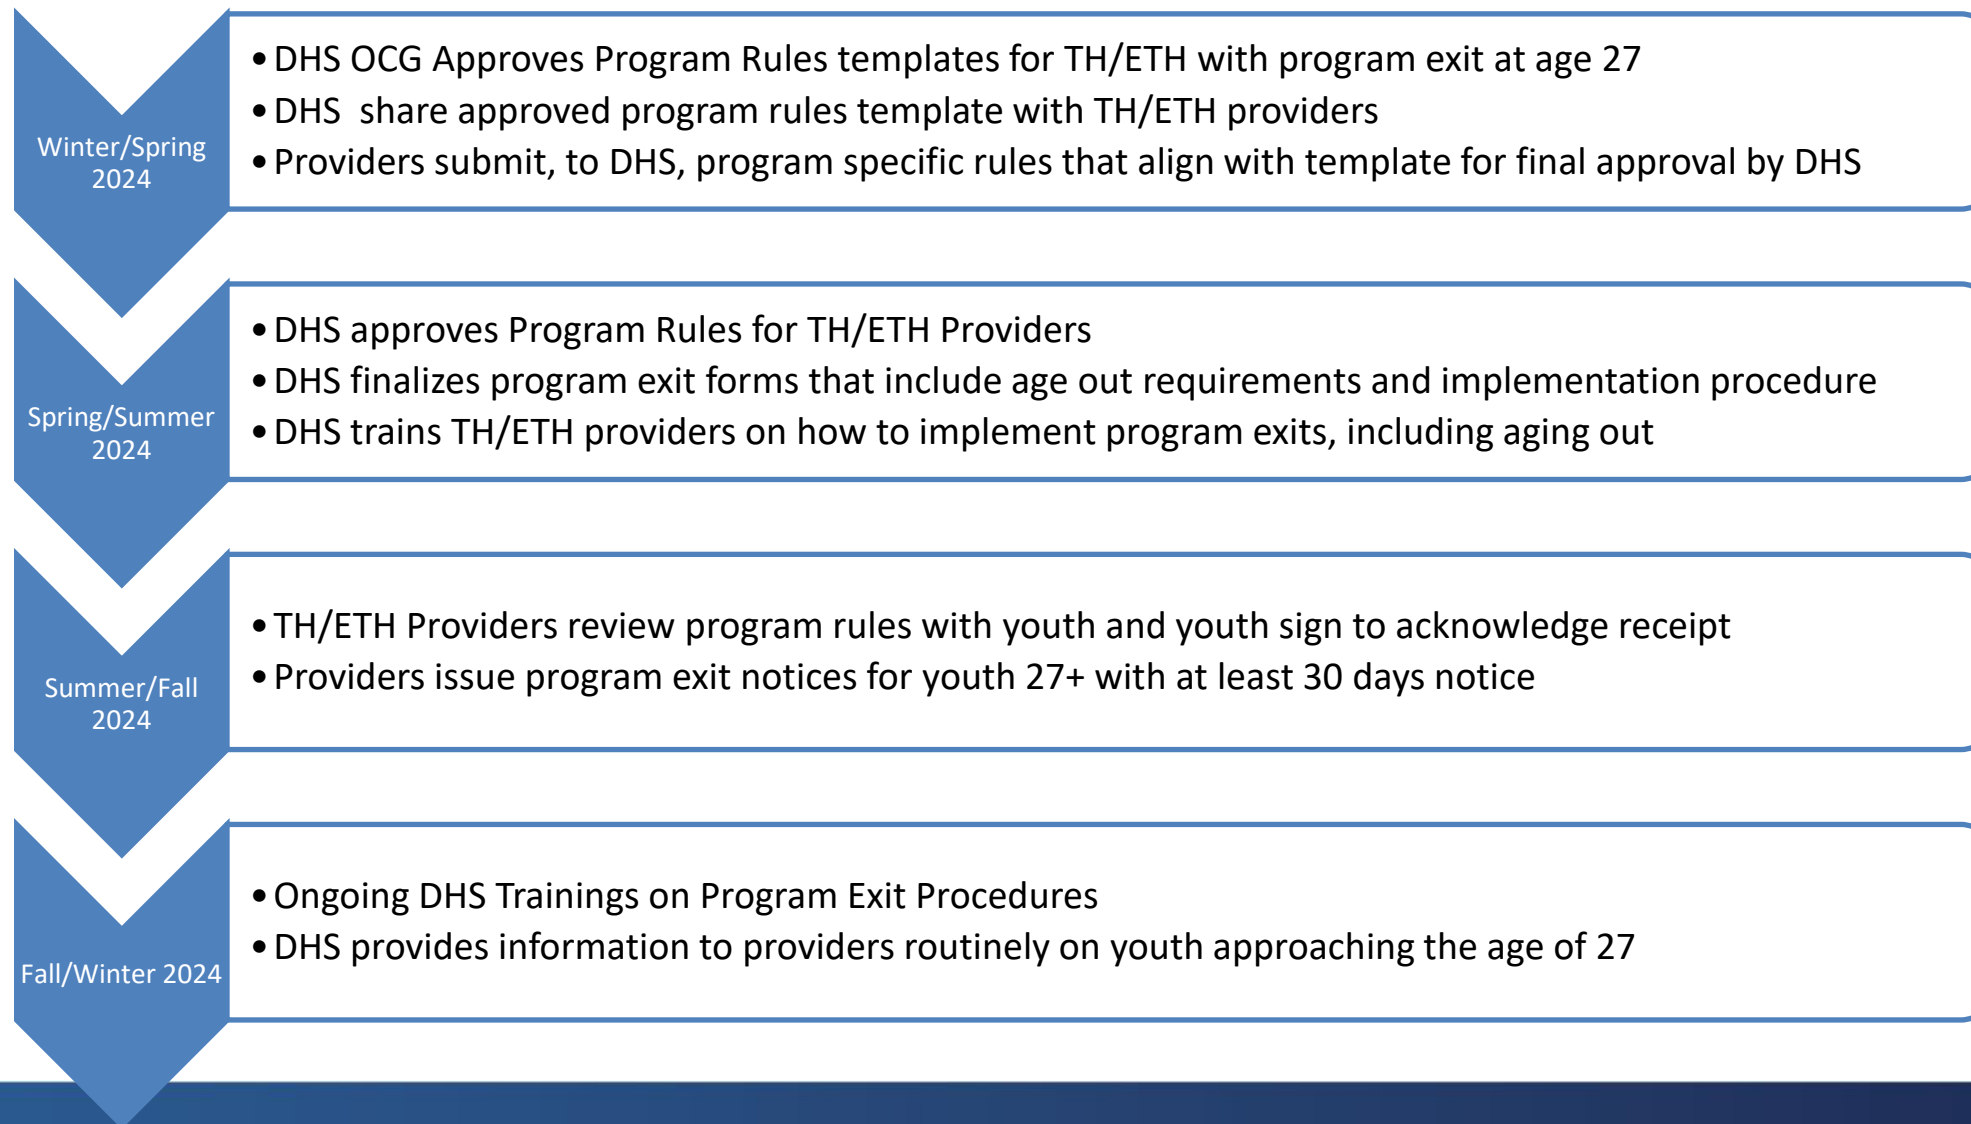 Winter/Spring
2024
•DHS OCG Approves Program Rules templates for TH/ETH with program exit at age 27
•DHS  share approved program rules template with TH/ETH providers
•Providers submit, to DHS, program specific rules that align with template for final approval by DHS
Spring/Summer
2024
•DHS approves Program Rules for TH/ETH Providers
•DHS finalizes program exit forms that include age out requirements and implementation procedure
•DHS trains TH/ETH providers on how to implement program exits, including aging out
Summer/Fall
2024
•TH/ETH Providers review program rules with youth and youth sign to acknowledge receipt
•Providers issue program exit notices for youth 27+ with at least 30 days notice
Fall/Winter 2024
•Ongoing DHS Trainings on Program Exit Procedures
•DHS provides information to providers routinely on youth approaching the age of 27